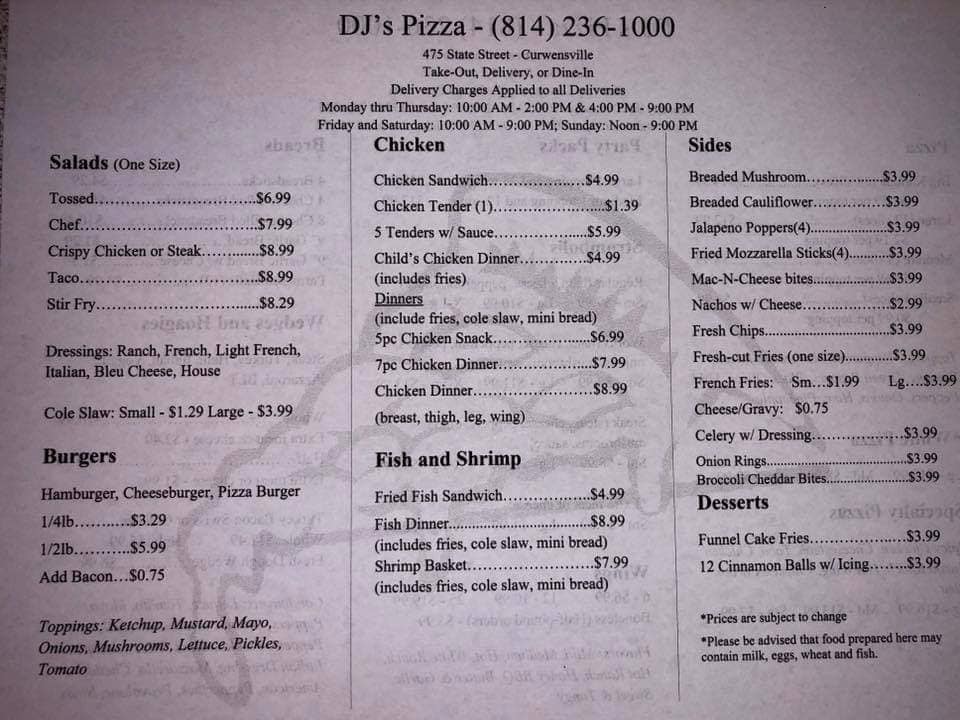 DJ's Pizza - (814) 236-1000
475 State Street - Curwensville
Take-Out, Delivery, or Dine-In
Delivery Charges Applied to all Deliveries
Monday thru Thursday: 10:00 AM - 2:00 PM & 4:00 PM - 9:00 PM
Friday and Saturday: 10:00 AM - 9:00 PM; Sunday: Noon - 9:00 PM
Salads (One Size)
Tossed..............................$6.99
Chef..................................$7.99
Crispy Chicken or Steak............$8.99
Taco..................................$8.99
Stir Fry..............................$8.29
Dressings: Ranch, French, Light French,
Italian, Bleu Cheese, House
Cole Slaw: Small - $1.29 Large - $3.99
Burgers
Hamburger, Cheeseburger, Pizza Burger
1/4lb...........$3.29
1/2lb...........$5.99
Add Bacon...$0.75
Toppings: Ketchup, Mustard, Mayo,
Onions, Mushrooms, Lettuce, Pickles,
Tomato
Chicken
Chicken Sandwich..................$4.99
Chicken Tender (1).....................$1.39
5 Tenders w/ Sauce.................$5.99
Child's Chicken Dinner............$4.99
(includes fries)
Dinners
(include fries, cole slaw, mini bread)
5pc Chicken Snack..................$6.99
7pc Chicken Dinner..................$7.99
Chicken Dinner.......................$8.99
(breast, thigh, leg, wing)
Fish and Shrimp
Fried Fish Sandwich................$4.99
Fish Dinner..............................$8.99
(includes fries, cole slaw, mini bread)
Shrimp Basket........................$7.99
(includes fries, cole slaw, mini bread)
Sides
Breaded Mushroom...............$3.99
Breaded Cauliflower..............$3.99
Jalapeno Poppers(4)...................$3.99
Fried Mozzarella Sticks(4)..........$3.99
Mac-N-Cheese bites....................$3.99
Nachos w/ Cheese..................$2.99
Fresh Chips..............................$3.99
Fresh-cut Fries (one size)............$3.99
French Fries: Sm...$1.99 Lg....$3.99
Cheese/Gravy: $0.75
Celery w/ Dressing..................$3.99
Onion Rings...................................$3.99
Broccoli Cheddar Bites.....................$3.99
Desserts
Funnel Cake Fries...................$3.99
12 Cinnamon Balls w/ Icing........$3.99
*Prices are subject to change
*Please be advised that food prepared here may
contain milk, eggs, wheat and fish.